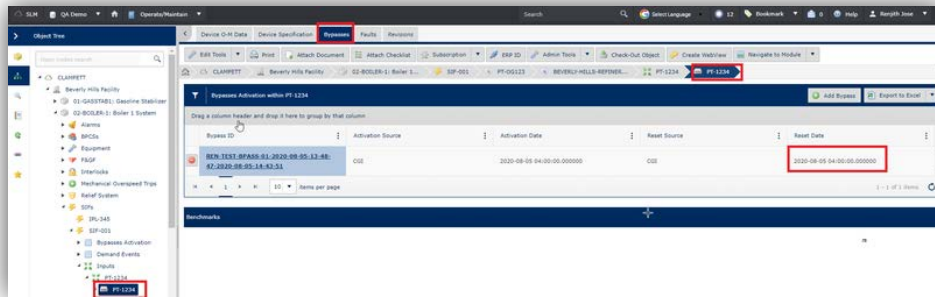 SLM QA Demo Operate/Maintain Search Select Language 12 Bookmark 0 Help Ranjith Jose
Object Tree
Device O-M Data Device Specification Bypasses Faults Revisions
Edit Tools Print Attach Document Attach Checklist Subscription ERP ID Admin Tools Check-Out Object Create WebView Navigate to Module
CLAMPETT Beverly Hills Facility 02-BOILER-1: Boiler 1... SIF-001 PT-OG123 BEVERLY-HILLS-REFINER... PT-1234 PT-1234
Bypasses Activation within PT-1234 Add Bypass Export to Excel
Drag a column header and drop it here to group by that column
Bypass ID Activation Source Activation Date Reset Source Reset Date
REM-TEST-BPASS-01-2020-08-05-13-48-
47-2020-08-05-14-43-51
CGI 2020-08-05 04:00:00.000000 CGI 2020-08-05 04:00:00.000000
1 10 items per page 1 - 1 of 1 items
Benchmarks
CLAMPETT
Beverly Hills Facility
01-GASSTAB1: Gasoline Stabilizer
02-BOILER-1: Boiler 1 System
Alarms
BPCSs
Equipment
F&GF
Interlocks
Mechanical Overspeed Trips
Relief System
SIFs
IPL-345
SIF-001
Bypasses Activation
Demand Events
Inputs
PT-1234
PT-1234